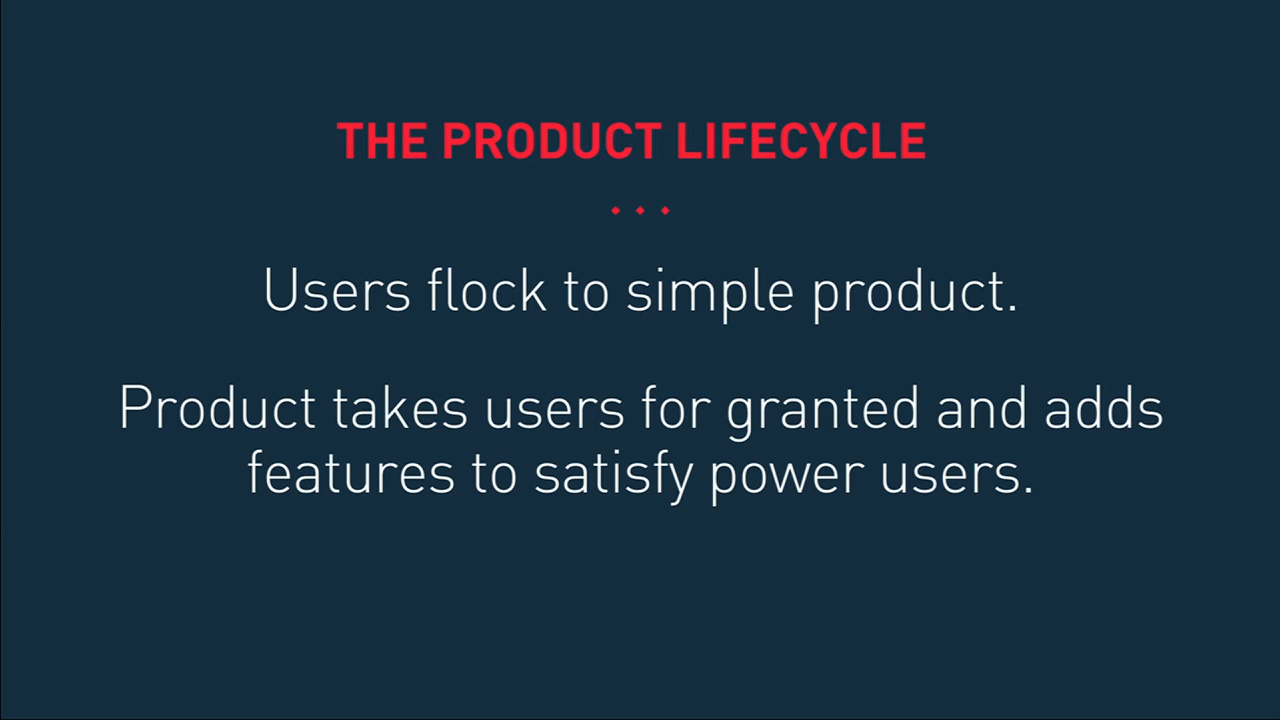 THE PRODUCT LIFECYCLE
Users flock to simple product.
Product takes users for granted and adds
features to satisfy power users.